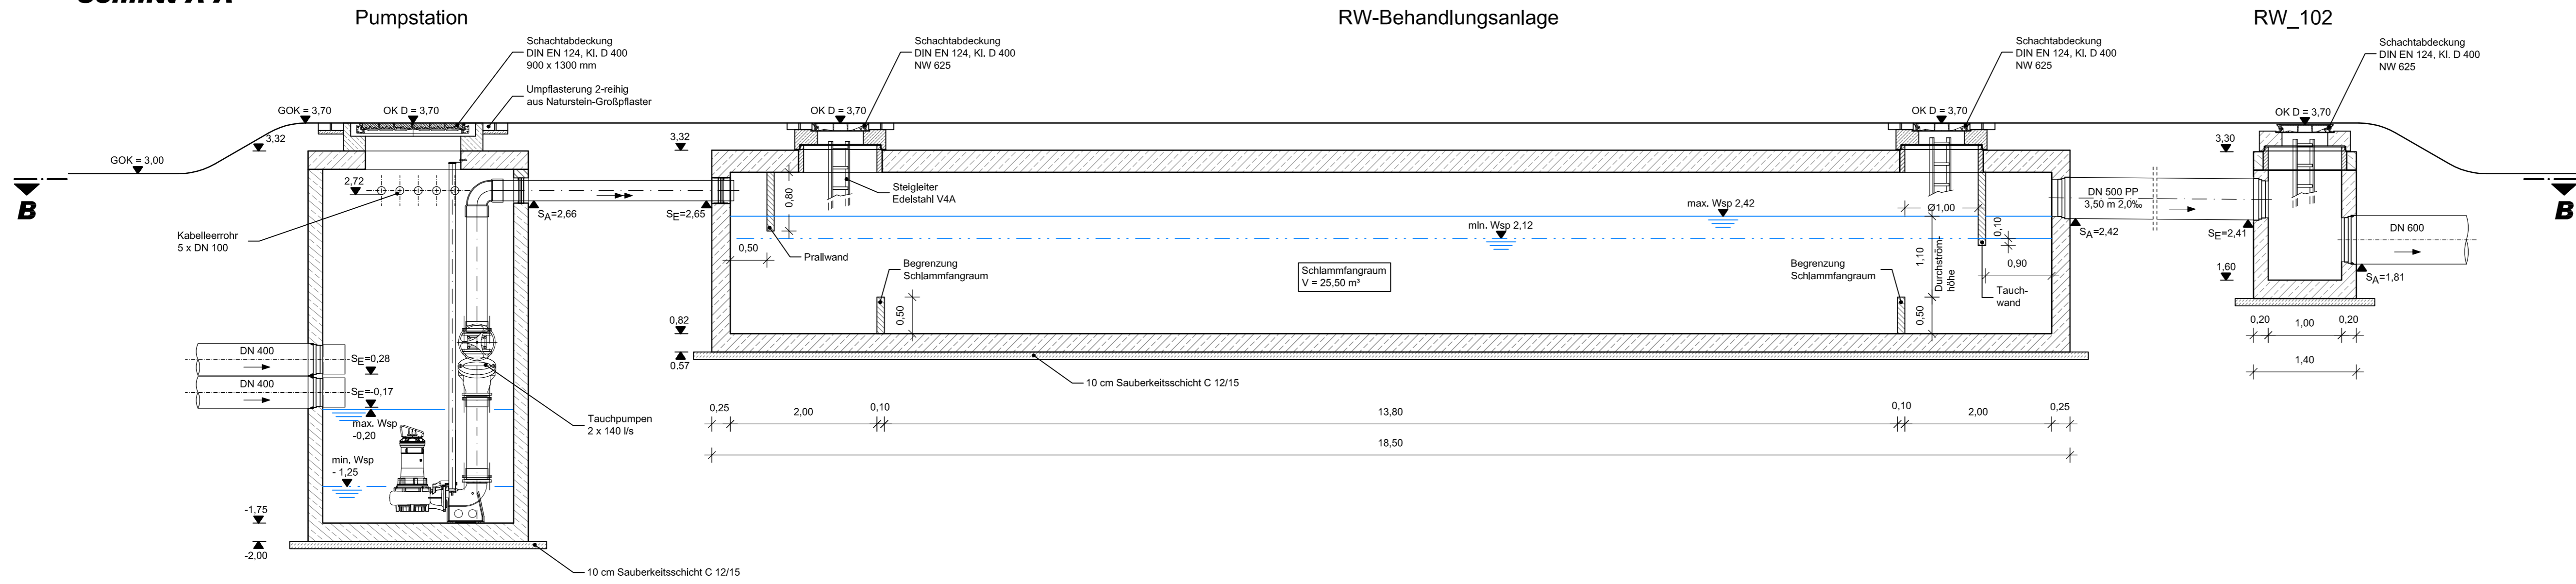 Pumpstation
RW-Behandlungsanlage
RW_102
Schachtabdeckung
DIN EN 124, Kl. D 400
900 x 1300 mm
Umpflasterung 2-reihig
aus Naturstein-Großpflaster
Schachtabdeckung
DIN EN 124, Kl. D 400
NW 625
Schachtabdeckung
DIN EN 124, Kl. D 400
NW 625
Schachtabdeckung
DIN EN 124, Kl. D 400
NW 625
GOK = 3,70
OK D = 3,70
OK D = 3,70
OK D = 3,70
OK D = 3,70
3,32
3,32
3,30
GOK = 3,00
B
B
2,72
Kabelleerrohr
5 x DN 100
SA=2,66
SE=2,65
0,80
0,50
Steigleiter
Edelstahl V4A
Prallwand
max. Wsp 2,42
min. Wsp 2,12
Ø1,00
0,10
0,90
1,10
Durchström-
höhe
0,50
Tauch-
wand
Begrenzung
Schlammfangraum
0,50
Schlammfangraum
V = 25,50 m³
Begrenzung
Schlammfangraum
DN 500 PP
3,50 m 2,0‰
SA=2,42
SE=2,41
DN 600
SA=1,81
1,60
0,20
1,00
0,20
1,40
0,82
0.57
10 cm Sauberkeitsschicht C 12/15
DN 400
SE=0,28
DN 400
SE=-0,17
max. Wsp
-0,20
min. Wsp
- 1,25
Tauchpumpen
2 x 140 l/s
0,25
2,00
0,10
13,80
0,10
2,00
0,25
18,50
-1,75
-2,00
10 cm Sauberkeitsschicht C 12/15